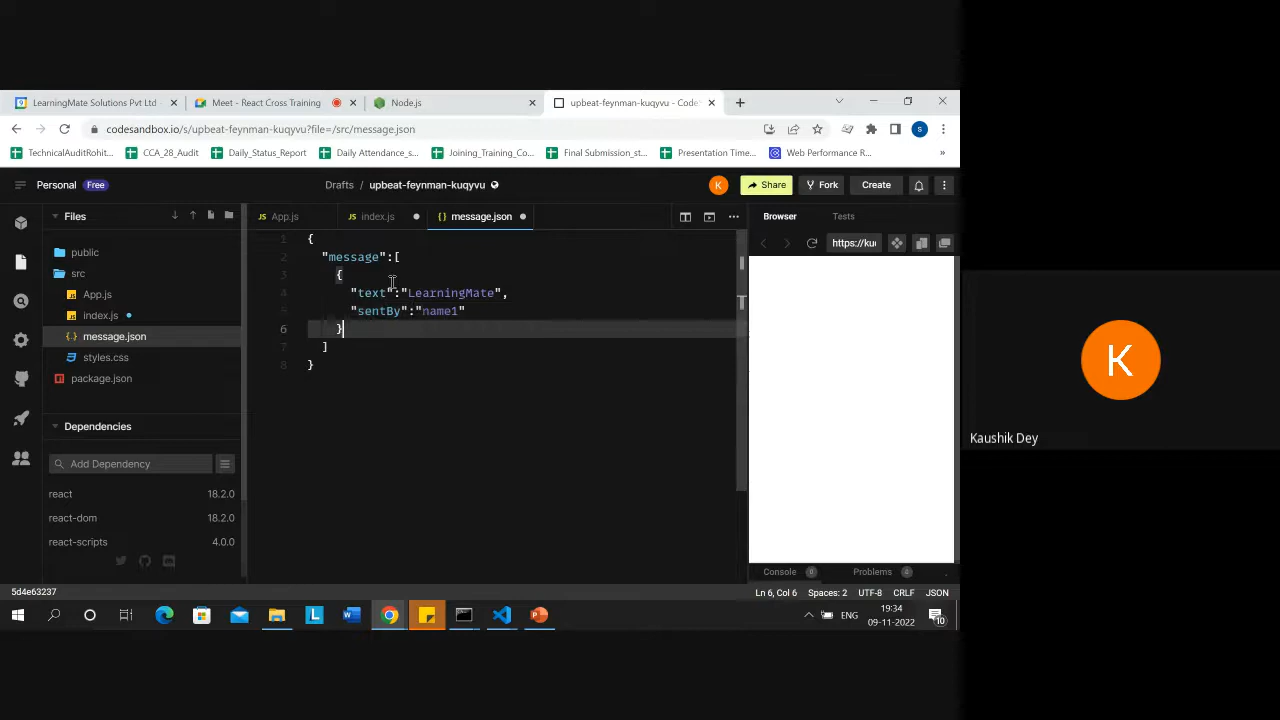 LearningMate Solutions Pvt Ltd -
Meet - React Cross Training
Node.js
upbeat-feynman-kuqyvu - Code
codesandbox.io/s/upbeat-feynman-kuqyvu?file=/src/message.json
S
TechnicalAuditRohit...
CCA_28_Audit
Daily_Status_Report
Daily Attendance_s...
Joining_Training_Co...
Final Submission_st...
Presentation Time...
Web Performance R...
»
Personal Free
Drafts / upbeat-feynman-kuqyvu
K
Share
Fork
Create
Files
App.js
index.js
message.json
Browser
Tests
https://kuq
public
src
App.js
index.js
message.json
styles.css
package.json
1 {
2 "message":[
3 {
4 "text":"LearningMate",
5 "sentBy":"name1"
6 }
7 ]
8 }
Dependencies
Add Dependency
react 18.2.0
react-dom 18.2.0
react-scripts 4.0.0
Console 0
Problems 0
5d4e63237
Ln 6, Col 6
Spaces: 2
UTF-8
CRLF
JSON
ENG
19:34
09-11-2022
10
K
Kaushik Dey